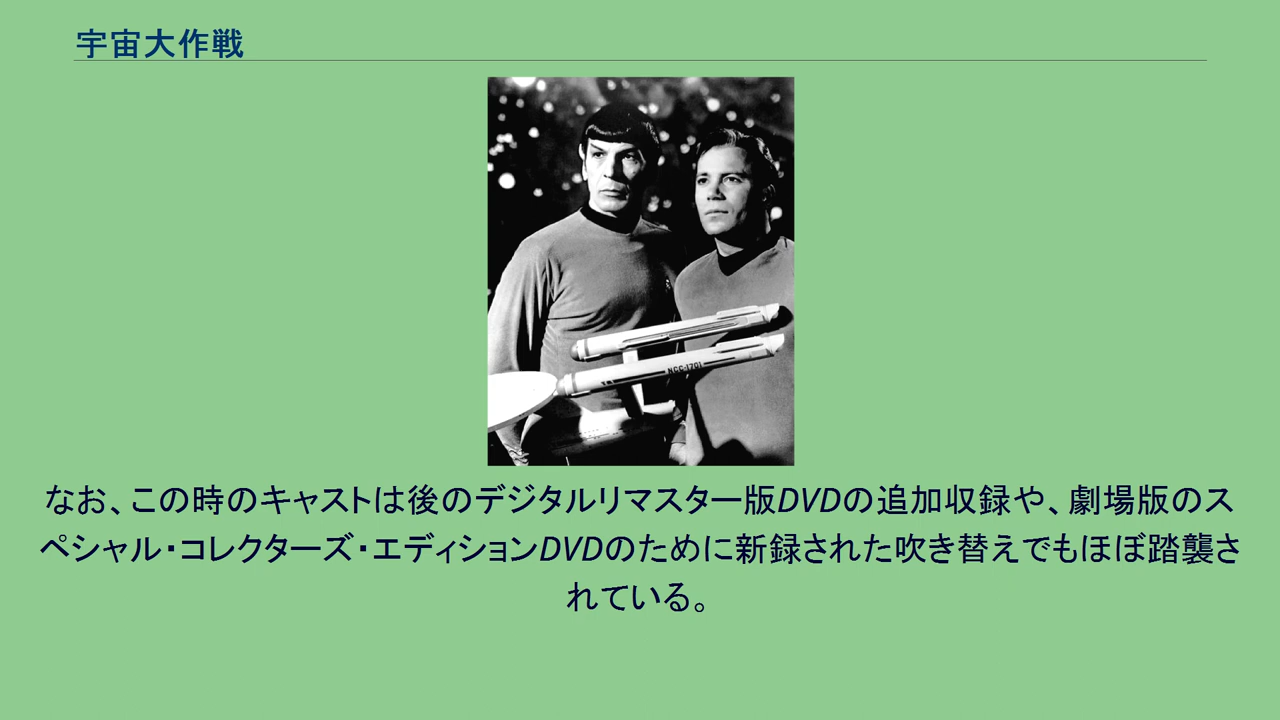 宇宙大作戦
NCC-1701
なお、この時のキャストは後のデジタルリマスター版DVDの追加収録や、劇場版のス
ペシャル・コレクターズ・エディションDVDのために新録された吹き替えでもほぼ踏襲さ
れている。